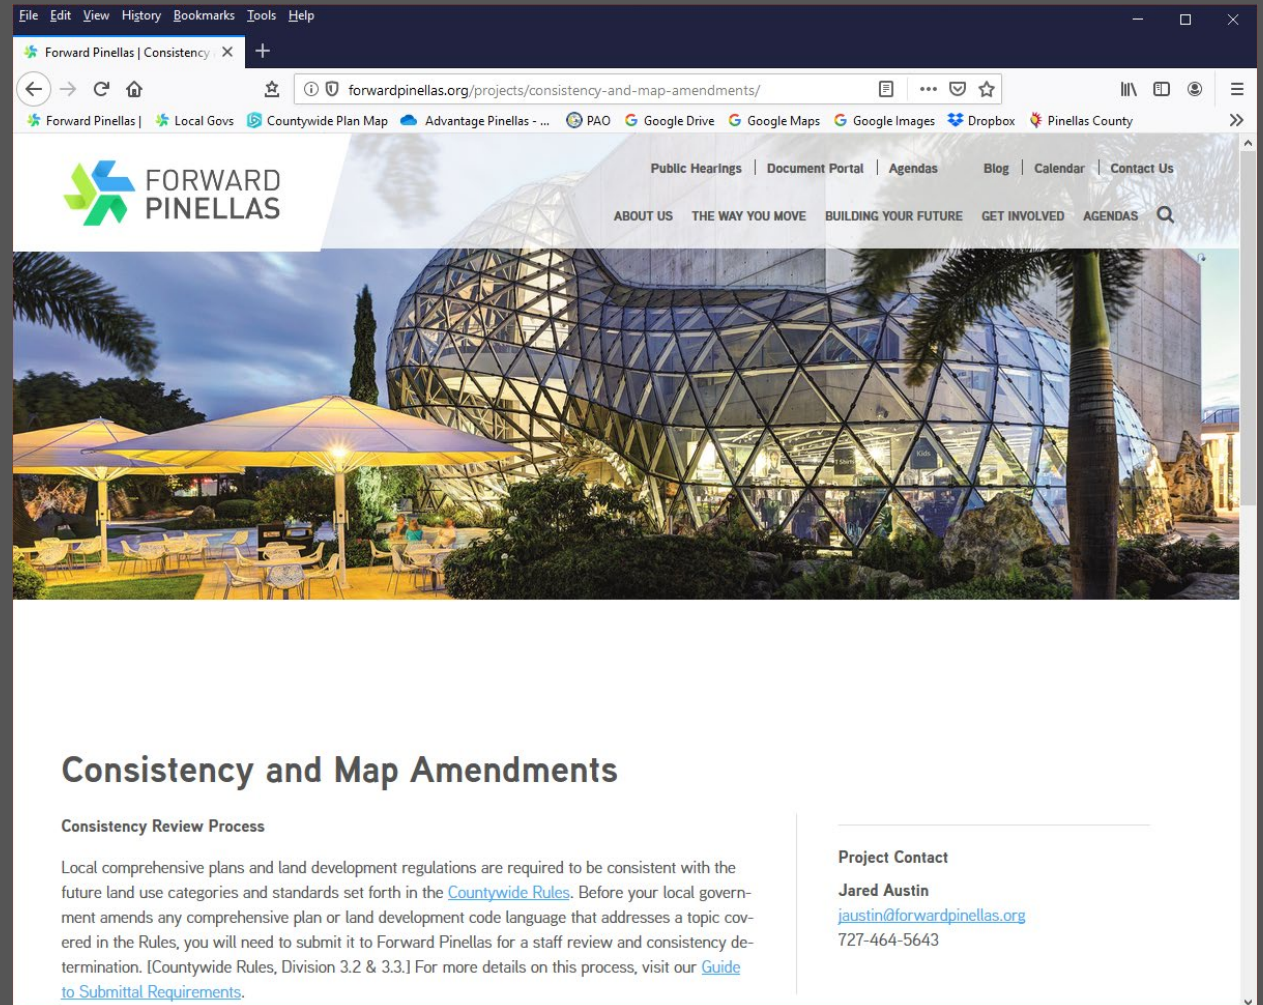 File Edit View History Bookmarks Tools Help
Forward Pinellas | Consistency
forwardpinellas.org/projects/consistency-and-map-amendments/
Forward Pinellas | Local Govs Countywide Plan Map Advantage Pinellas - ... PAO Google Drive Google Maps Google Images Dropbox Pinellas County
FORWARD
PINELLAS
Public Hearings | Document Portal | Agendas Blog | Calendar | Contact Us
ABOUT US THE WAY YOU MOVE BUILDING YOUR FUTURE GET INVOLVED AGENDAS
T Shirts
Kids
Consistency and Map Amendments
Consistency Review Process
Local comprehensive plans and land development regulations are required to be consistent with the
future land use categories and standards set forth in the Countywide Rules. Before your local govern-
ment amends any comprehensive plan or land development code language that addresses a topic cov-
ered in the Rules, you will need to submit it to Forward Pinellas for a staff review and consistency de-
termination. [Countywide Rules, Division 3.2 & 3.3.] For more details on this process, visit our Guide
to Submittal Requirements.
Project Contact
Jared Austin
jaustin@forwardpinellas.org
727-464-5643